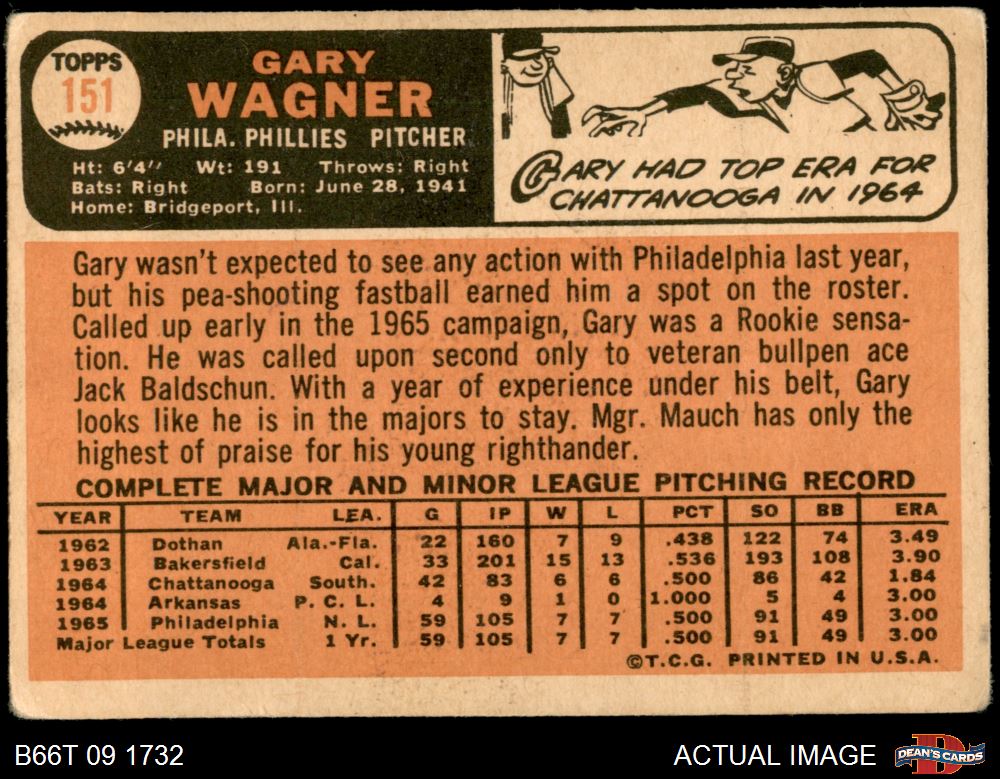 TOPPS
151
GARY
WAGNER
PHILA. PHILLIES PITCHER
Ht: 6'4" Wt: 191 Throws: Right
Bats: Right Born: June 28, 1941
Home: Bridgeport, Ill.
GARY HAD TOP ERA FOR
CHATTANOOGA IN 1964
Gary wasn't expected to see any action with Philadelphia last year,
but his pea-shooting fastball earned him a spot on the roster.
Called up early in the 1965 campaign, Gary was a Rookie sensa-
tion. He was called upon second only to veteran bullpen ace
Jack Baldschun. With a year of experience under his belt, Gary
looks like he is in the majors to stay. Mgr. Mauch has only the
highest of praise for his young righthander.
COMPLETE MAJOR AND MINOR LEAGUE PITCHING RECORD
YEAR TEAM LEA. G IP W L PCT SO BB ERA
1962 Dothan Ala.-Fla. 22 160 7 9 .438 122 74 3.49
1963 Bakersfield Cal. 33 201 15 13 .536 193 108 3.90
1964 Chattanooga South. 42 83 6 6 .500 86 42 1.84
1964 Arkansas P. C. L. 4 9 1 0 1.000 5 4 3.00
1965 Philadelphia N. L. 59 105 7 7 .500 91 49 3.00
Major League Totals 1 Yr. 59 105 7 7 .500 91 49 3.00
©T.C.G. PRINTED IN U.S.A.
B66T 09 1732 ACTUAL IMAGE DEAN'S CARDS